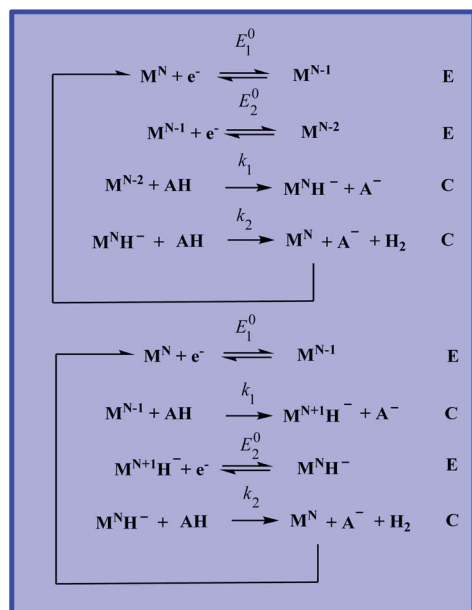 E₁⁰
Mᴺ + e⁻ ⇌ Mᴺ⁻¹ E
E₂⁰
Mᴺ⁻¹ + e⁻ ⇌ Mᴺ⁻² E
k₁
Mᴺ⁻² + AH → MᴺH⁻ + A⁻ C
k₂
MᴺH⁻ + AH → Mᴺ + A⁻ + H₂ C
E₁⁰
Mᴺ + e⁻ ⇌ Mᴺ⁻¹ E
k₁
Mᴺ⁻¹ + AH → Mᴺ⁺¹H⁻ + A⁻ C
E₂⁰
Mᴺ⁺¹H⁻ + e⁻ ⇌ MᴺH⁻ E
k₂
MᴺH⁻ + AH → Mᴺ + A⁻ + H₂ C